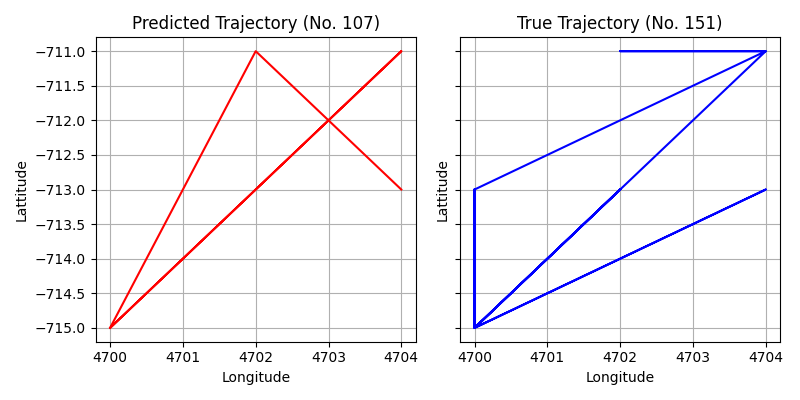 Predicted Trajectory (No. 107)
True Trajectory (No. 151)
−711.0
−711.5
−712.0
−712.5
−713.0
−713.5
−714.0
−714.5
−715.0
Lattitude
Lattitude
4700 4701 4702 4703 4704
4700 4701 4702 4703 4704
Longitude
Longitude